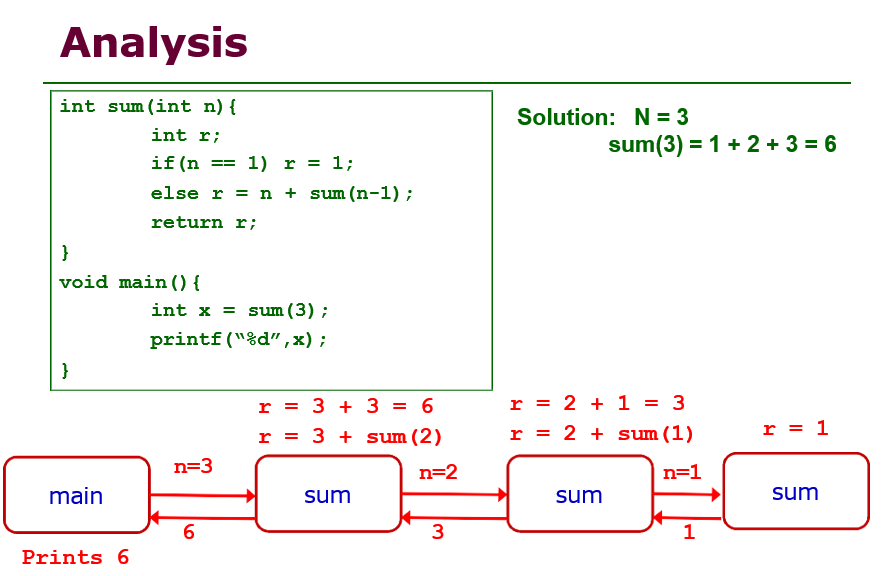 Analysis
int sum(int n){
int r;
if(n == 1) r = 1;
else r = n + sum(n-1);
return r;
}
void main(){
int x = sum(3);
printf(“%d”,x);
}
Solution: N = 3
sum(3) = 1 + 2 + 3 = 6
r = 3 + 3 = 6
r = 3 + sum(2)
r = 2 + 1 = 3
r = 2 + sum(1)
r = 1
main
n=3
6
sum
n=2
3
sum
n=1
1
sum
Prints 6